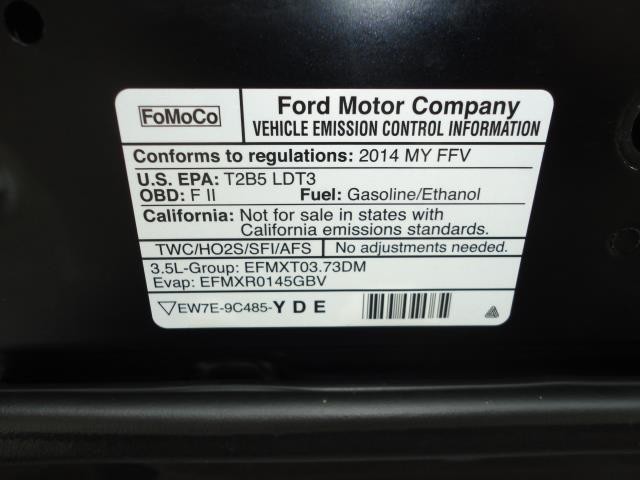 FoMoCo
Ford Motor Company
VEHICLE EMISSION CONTROL INFORMATION
Conforms to regulations: 2014 MY FFV
U.S. EPA: T2B5 LDT3
OBD: F II Fuel: Gasoline/Ethanol
California: Not for sale in states with
California emissions standards.
TWC/HO2S/SFI/AFS No adjustments needed.
3.5L-Group: EFMXT03.73DM
Evap: EFMXR0145GBV
EW7E-9C485-YDE